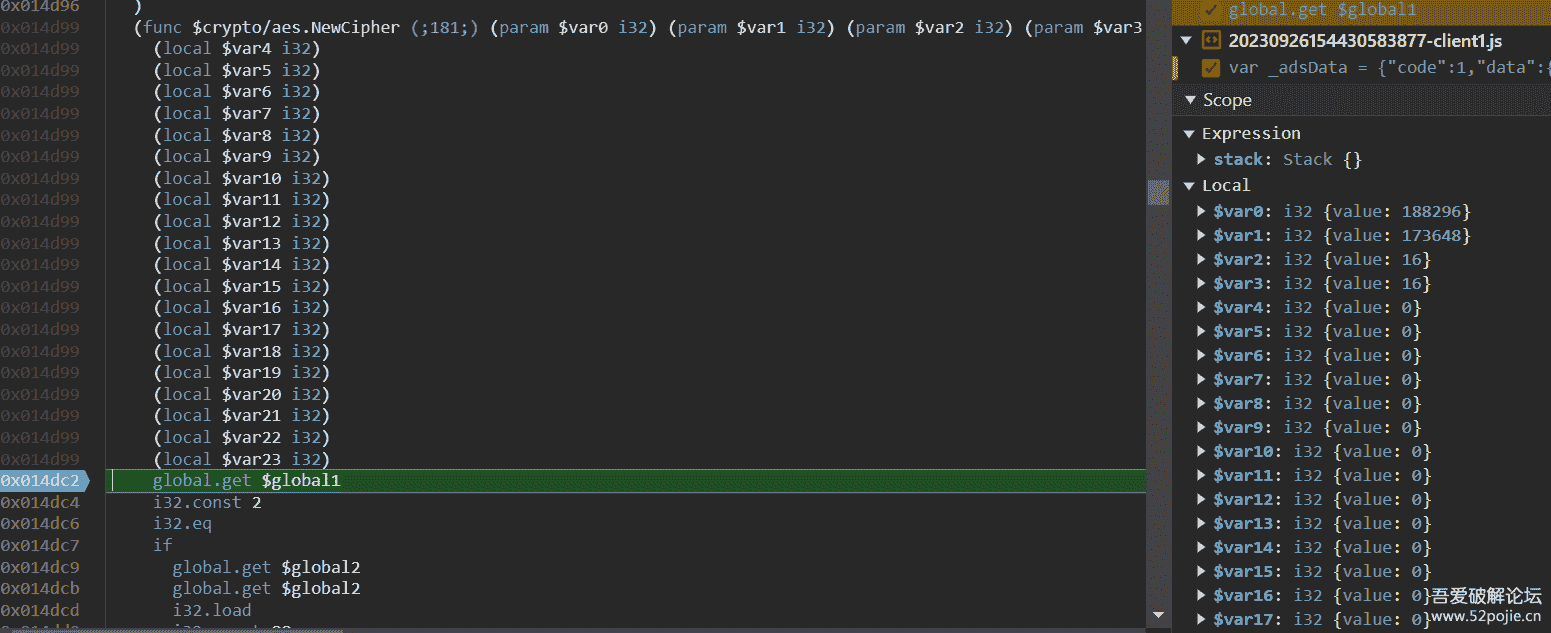 0x014d96 )
0x014d99 (func $crypto/aes.NewCipher (;181;) (param $var0 i32) (param $var1 i32) (param $var2 i32) (param $var3
0x014d99 (local $var4 i32)
0x014d99 (local $var5 i32)
0x014d99 (local $var6 i32)
0x014d99 (local $var7 i32)
0x014d99 (local $var8 i32)
0x014d99 (local $var9 i32)
0x014d99 (local $var10 i32)
0x014d99 (local $var11 i32)
0x014d99 (local $var12 i32)
0x014d99 (local $var13 i32)
0x014d99 (local $var14 i32)
0x014d99 (local $var15 i32)
0x014d99 (local $var16 i32)
0x014d99 (local $var17 i32)
0x014d99 (local $var18 i32)
0x014d99 (local $var19 i32)
0x014d99 (local $var20 i32)
0x014d99 (local $var21 i32)
0x014d99 (local $var22 i32)
0x014d99 (local $var23 i32)
0x014dc2 global.get $global1
0x014dc4 i32.const 2
0x014dc6 i32.eq
0x014dc7 if
0x014dc9 global.get $global2
0x014dcb global.get $global2
0x014dcd i32.load
global.get $global1
20230926154430583877-client1.js
var _adsData = {"code":1,"data":{
Scope
Expression
stack: Stack {}
Local
$var0: i32 {value: 188296}
$var1: i32 {value: 173648}
$var2: i32 {value: 16}
$var3: i32 {value: 16}
$var4: i32 {value: 0}
$var5: i32 {value: 0}
$var6: i32 {value: 0}
$var7: i32 {value: 0}
$var8: i32 {value: 0}
$var9: i32 {value: 0}
$var10: i32 {value: 0}
$var11: i32 {value: 0}
$var12: i32 {value: 0}
$var13: i32 {value: 0}
$var14: i32 {value: 0}
$var15: i32 {value: 0}
$var16: i32 {value: 0}
$var17: i32 {value: 0}
吾爱破解论坛
www.52pojie.cn